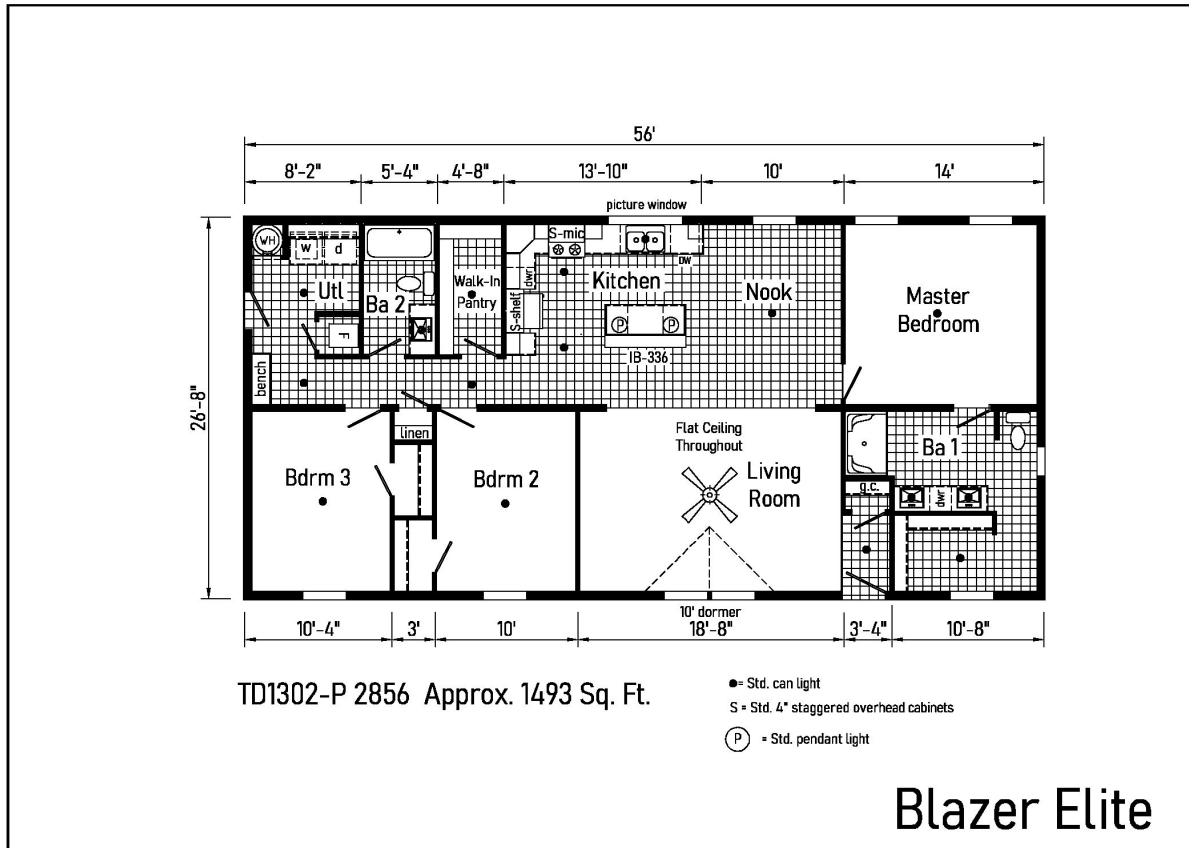 56'
8'-2" 5'-4" 4'-8" 13'-10" 10' 14'
picture window
WH
w d
S-mic
DW
Utl
Ba 2
Walk-In
Pantry
dwr
S-shelf
Kitchen
Nook
Master
Bedroom
F
P P
IB-336
bench
26'-8"
linen
Flat Ceiling
Throughout
Bdrm 3
Bdrm 2
Living
Room
Ba 1
g.c.
dwr
10' dormer
10'-4" 3' 10' 18'-8" 3'-4" 10'-8"
TD1302-P 2856 Approx. 1493 Sq. Ft.
= Std. can light
S = Std. 4" staggered overhead cabinets
P = Std. pendant light
Blazer Elite